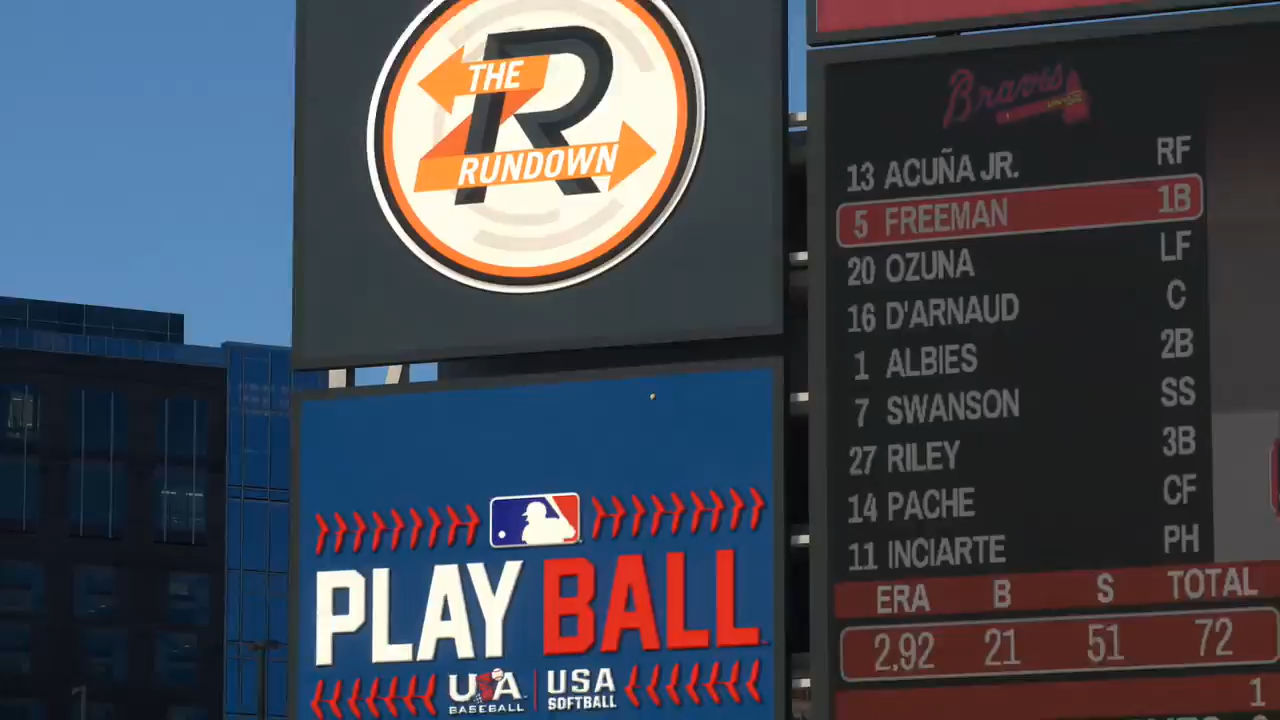 THE
R
RUNDOWN
PLAY BALL
USA BASEBALL
USA SOFTBALL
Braves
13 ACUÑA JR. RF
5 FREEMAN 1B
20 OZUNA LF
16 D'ARNAUD C
1 ALBIES 2B
7 SWANSON SS
27 RILEY 3B
14 PACHE CF
11 INCIARTE PH
ERA B S TOTAL
2.92 21 51 72
1